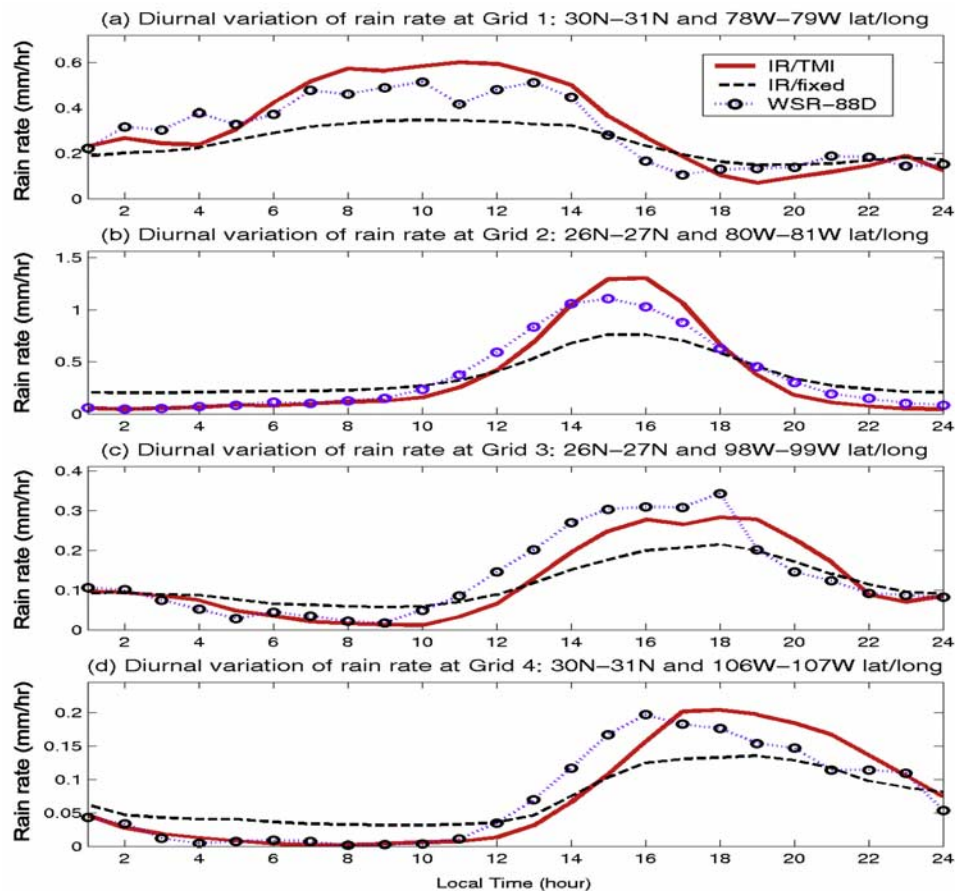 (a) Diurnal variation of rain rate at Grid 1: 30N−31N and 78W−79W lat/long
Rain rate (mm/hr)
0.6
0.4
0.2
0
IR/TMI
IR/fixed
WSR−88D
2 4 6 8 10 12 14 16 18 20 22 24
(b) Diurnal variation of rain rate at Grid 2: 26N−27N and 80W−81W lat/long
Rain rate (mm/hr)
1.5
1
0.5
0
2 4 6 8 10 12 14 16 18 20 22 24
(c) Diurnal variation of rain rate at Grid 3: 26N−27N and 98W−99W lat/long
Rain rate (mm/hr)
0.4
0.3
0.2
0.1
0
2 4 6 8 10 12 14 16 18 20 22 24
(d) Diurnal variation of rain rate at Grid 4: 30N−31N and 106W−107W lat/long
Rain rate (mm/hr)
0.2
0.15
0.1
0.05
0
2 4 6 8 10 12 14 16 18 20 22 24
Local Time (hour)